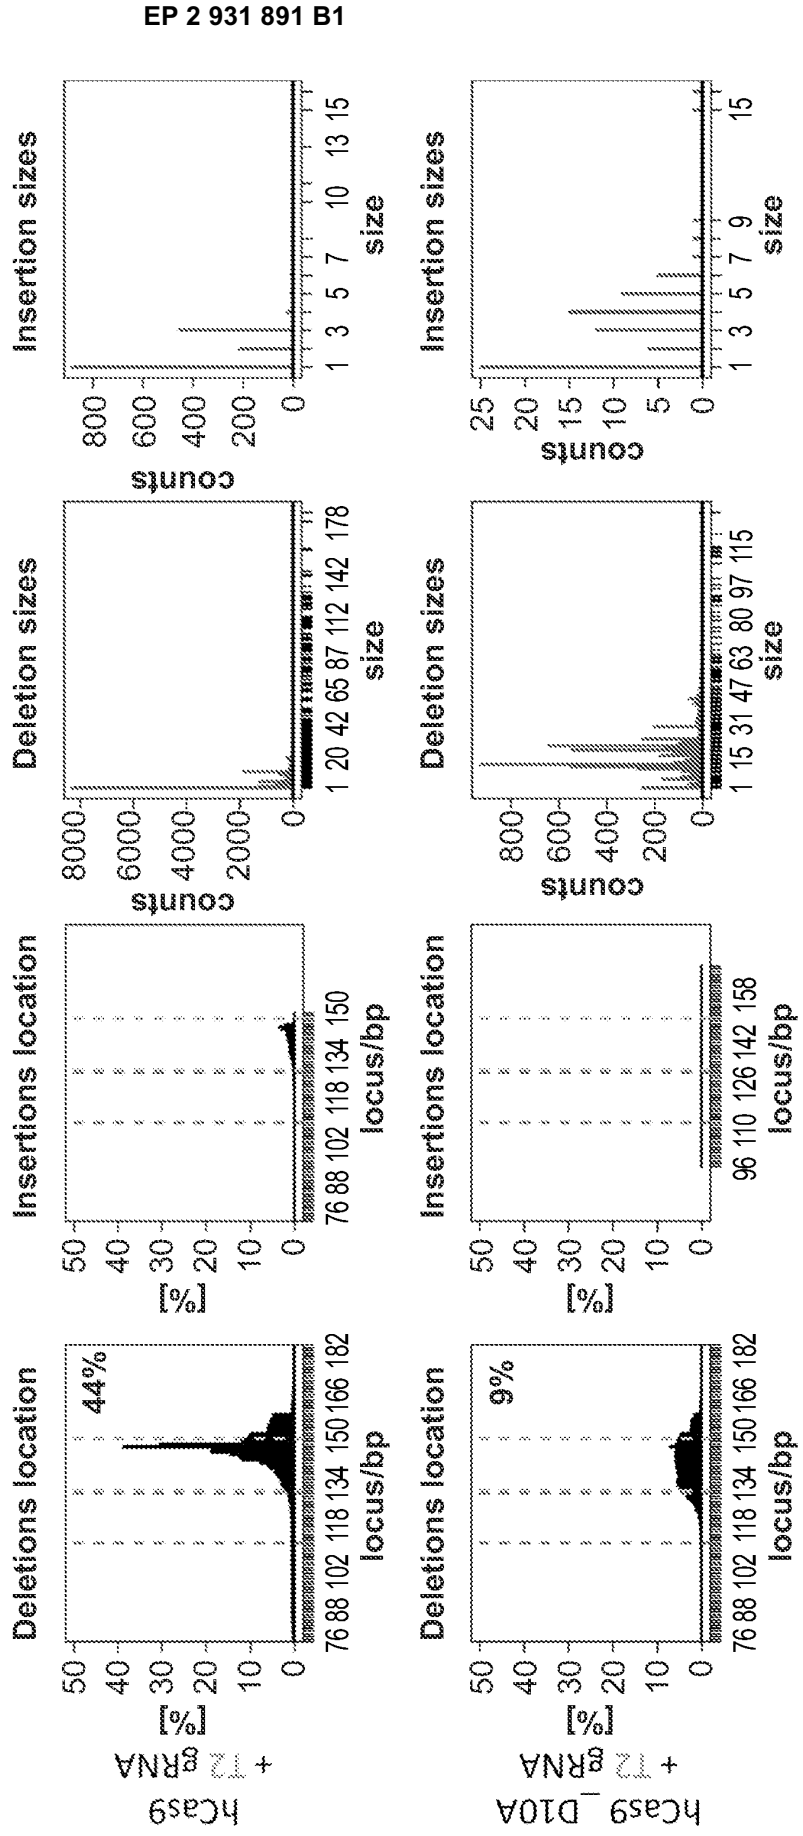 EP 2 931 891 B1
hCas9
+ T2 gRNA
Deletions location
44%
[%]
50
40
30
20
10
0
76 88 102 118 134 150 166 182
locus/bp
Insertions location
[%]
50
40
30
20
10
0
76 88 102 118 134 150
locus/bp
Deletion sizes
counts
8000
6000
4000
2000
0
1 20 42 65 87 112 142 178
size
Insertion sizes
counts
800
600
400
200
0
1 3 5 7 10 13 15
size
hCas9_D10A
+ T2 gRNA
Deletions location
9%
[%]
50
40
30
20
10
0
76 88 102 118 134 150 166 182
locus/bp
Insertions location
[%]
50
40
30
20
10
0
96 110 126 142 158
locus/bp
Deletion sizes
counts
800
600
400
200
0
1 15 31 47 63 80 97 115
size
Insertion sizes
counts
25
20
15
10
5
0
1 3 5 7 9 15
size